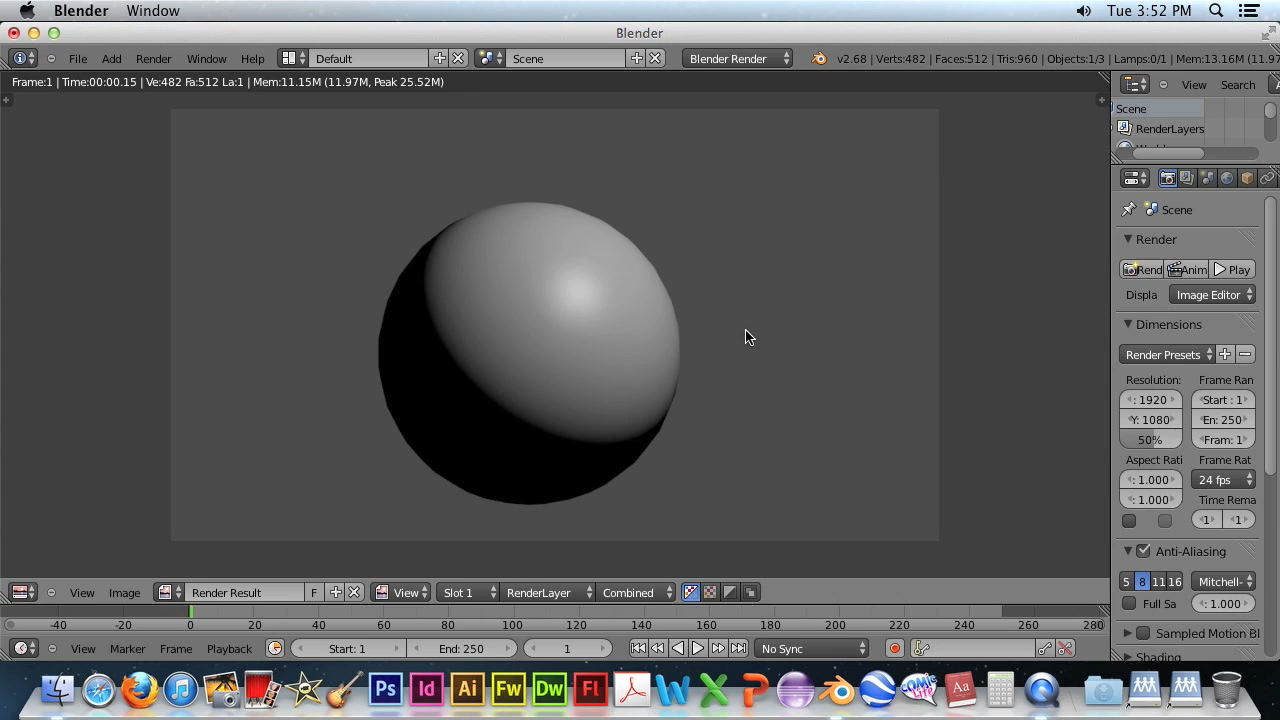 Blender Window Tue 3:52 PM
Blender
File Add Render Window Help Default Scene Blender Render v2.68 | Verts:482 | Faces:512 | Tris:960 | Objects:1/3 | Lamps:0/1 | Mem:13.16M (11.97
Frame:1 | Time:00:00.15 | Ve:482 Fa:512 La:1 | Mem:11.15M (11.97M, Peak 25.52M)
View Search
Scene
RenderLayers
Scene
Render
Rend Anim Play
Displa Image Editor
Dimensions
Render Presets
Resolution: Frame Ran
: 1920 Start : 1
Y: 1080 En: 250
50% Fram: 1
Aspect Rati Frame Rat
: 1.000 24 fps
: 1.000 Time Rema
1 1
Anti-Aliasing
5 8 11 16 Mitchell-
Full Sa : 1.000
Sampled Motion Bl
Shading
View Image Render Result F View Slot 1 RenderLayer Combined
-40 -20 0 20 40 60 80 100 120 140 160 180 200 220 240 260 280
View Marker Frame Playback Start: 1 End: 250 1 No Sync
Ps Id Ai Fw Dw Fl W X P COMIC Aa